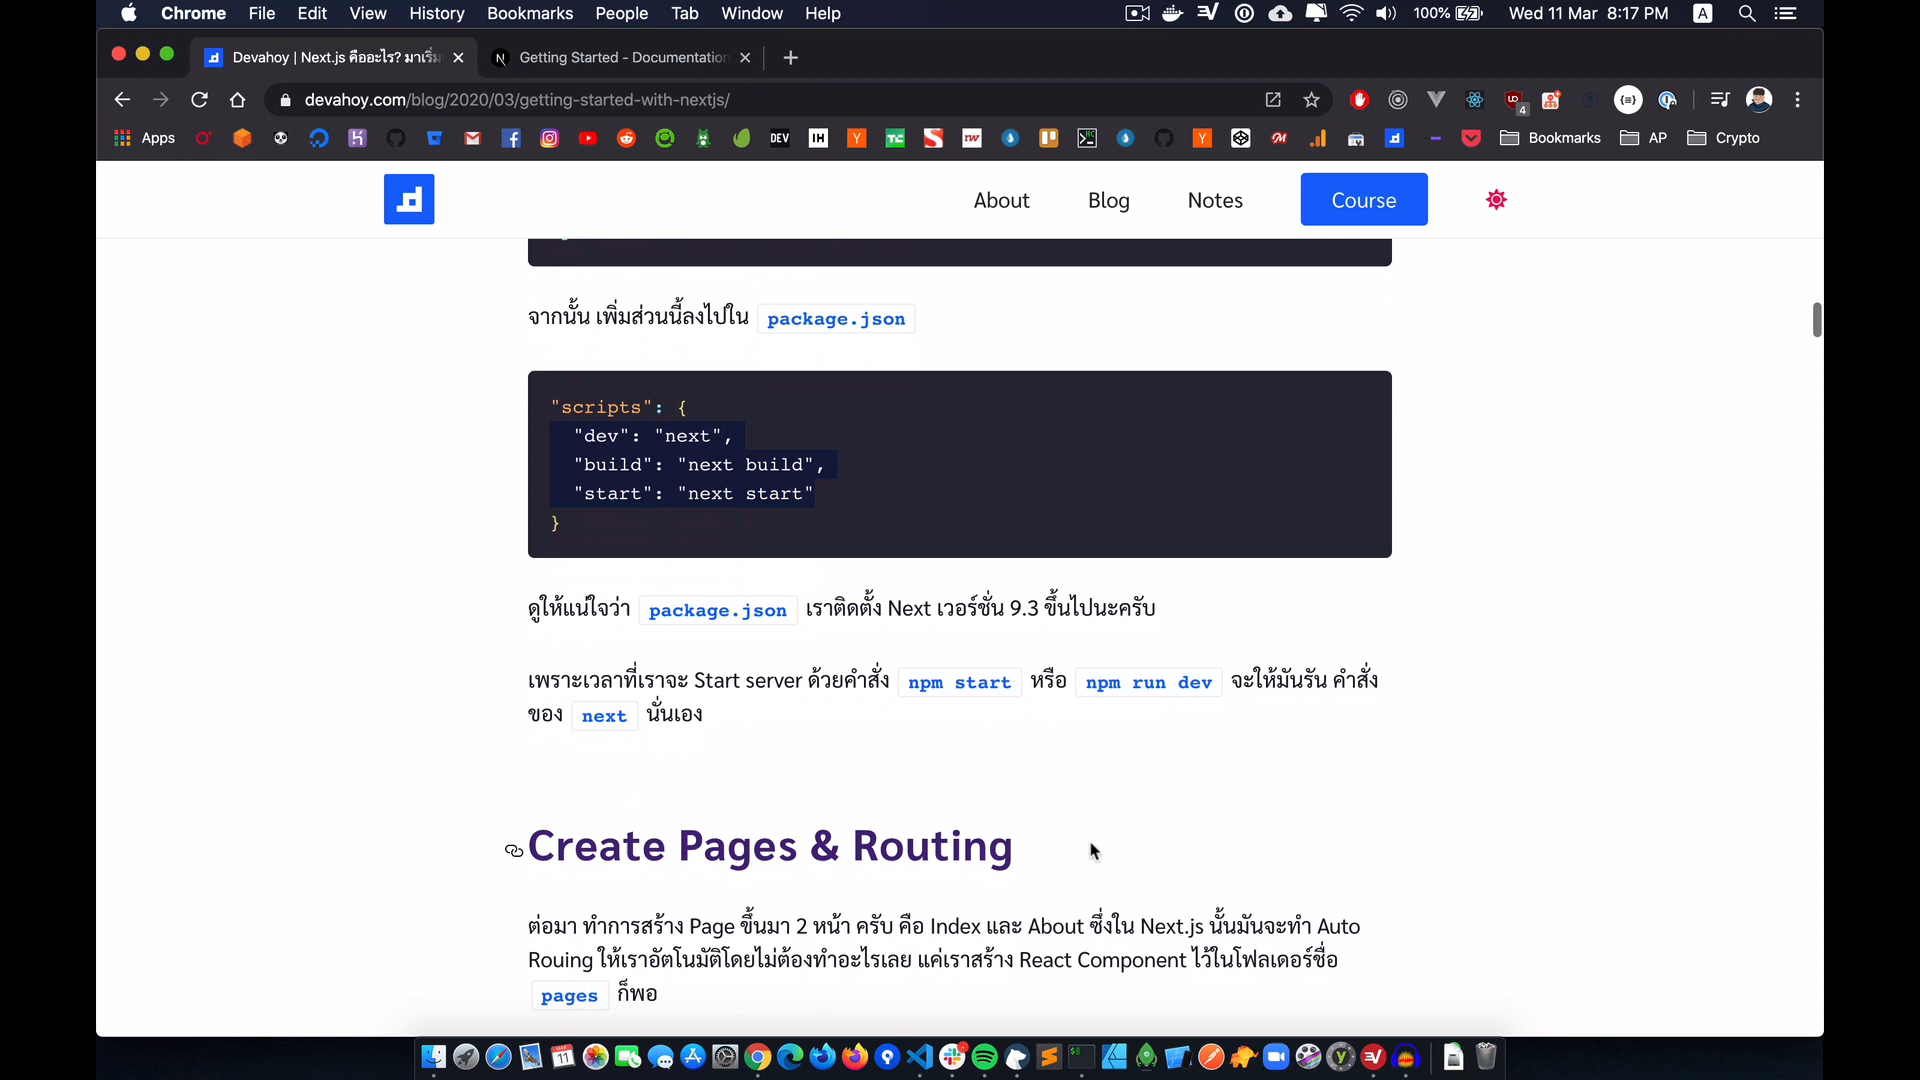 Chrome File Edit View History Bookmarks People Tab Window Help 100% Wed 11 Mar 8:17 PM A
Devahoy | Next.js คืออะไร? มาเริ่ม Getting Started - Documentation
devahoy.com/blog/2020/03/getting-started-with-nextjs/ 4
Apps DEV IH Bookmarks AP Crypto
About Blog Notes Course
จากนั้น เพิ่มส่วนนี้ลงไปใน package.json
"scripts": {
"dev": "next",
"build": "next build",
"start": "next start"
}
ดูให้แน่ใจว่า package.json เราติดตั้ง Next เวอร์ชั่น 9.3 ขึ้นไปนะครับ
เพราะเวลาที่เราจะ Start server ด้วยคำสั่ง npm start หรือ npm run dev จะให้มันรัน คำสั่ง
ของ next นั่นเอง
Create Pages & Routing
ต่อมา ทำการสร้าง Page ขึ้นมา 2 หน้า ครับ คือ Index และ About ซึ่งใน Next.js นั้นมันจะทำ Auto
Rouing ให้เราอัตโนมัติโดยไม่ต้องทำอะไรเลย แค่เราสร้าง React Component ไว้ในโฟลเดอร์ชื่อ
pages ก็พอ